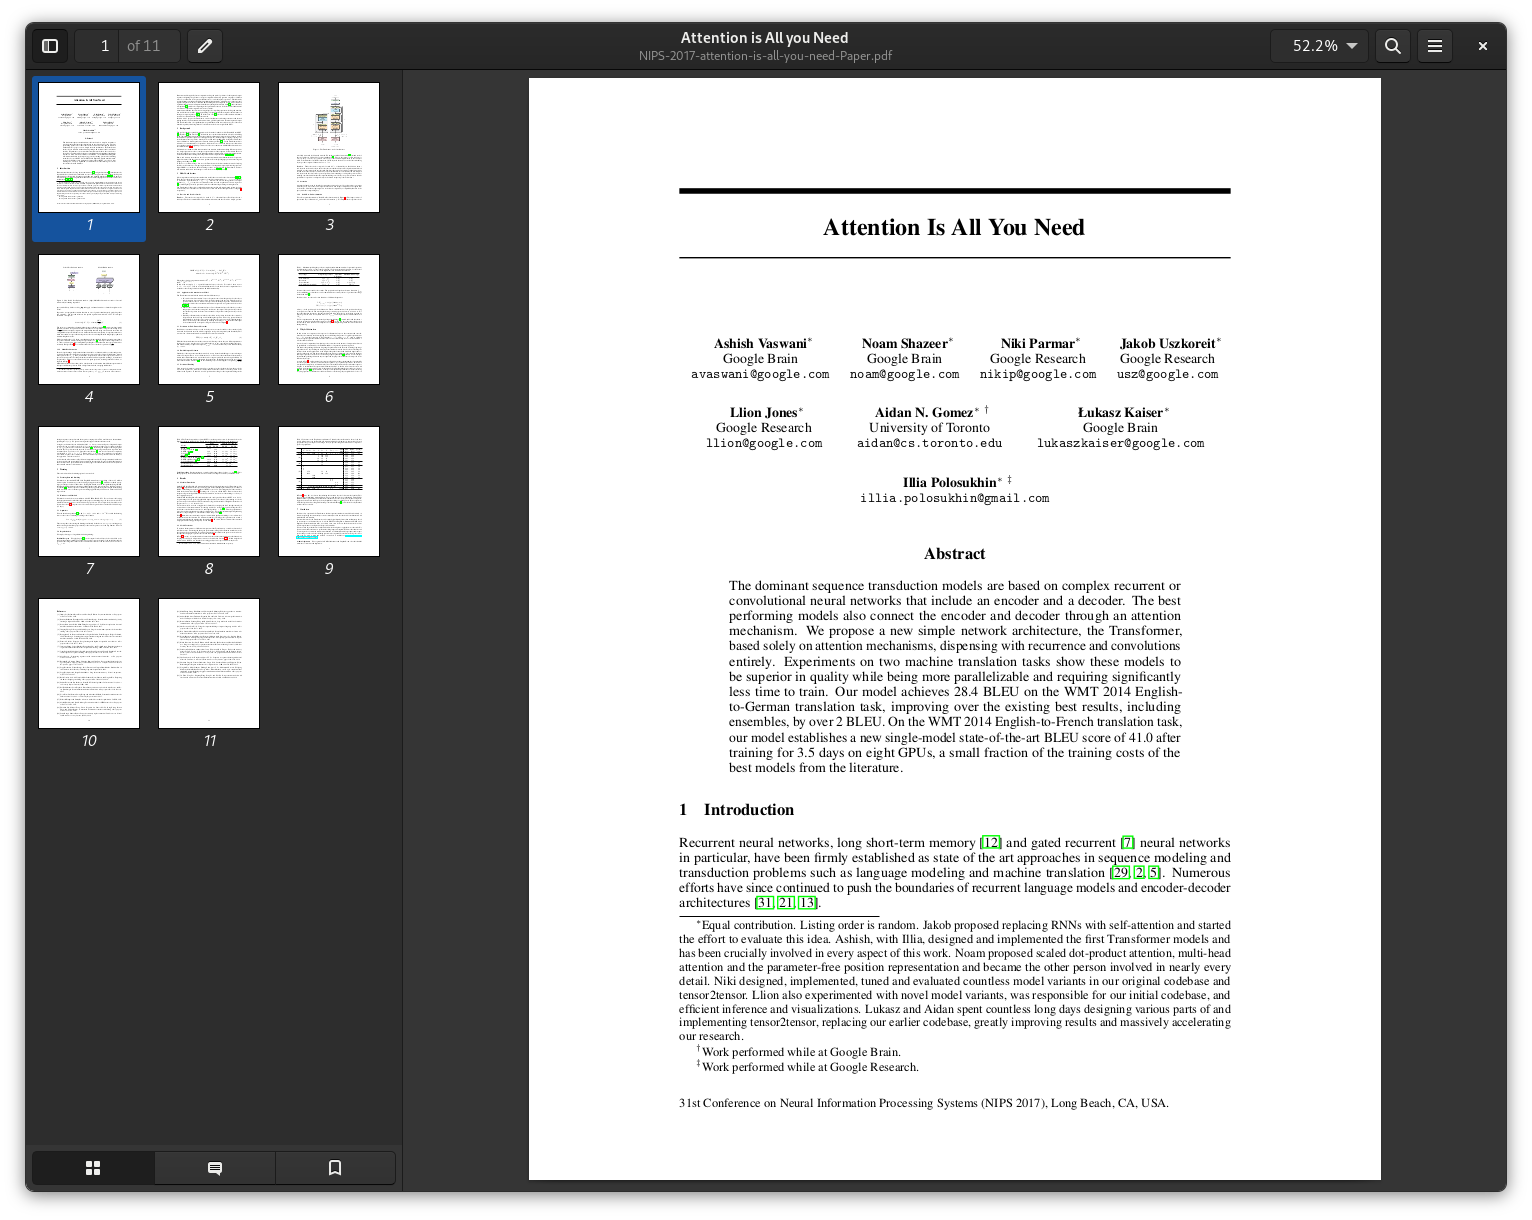 Attention is All you Need
NIPS-2017-attention-is-all-you-need-Paper.pdf
1 of 11
52.2%
1
2
3
4
5
6
7
8
9
10
11
Attention Is All You Need
Ashish Vaswani*
Google Brain
avaswani@google.com
Noam Shazeer*
Google Brain
noam@google.com
Niki Parmar*
Google Research
nikip@google.com
Jakob Uszkoreit*
Google Research
usz@google.com
Llion Jones*
Google Research
llion@google.com
Aidan N. Gomez* †
University of Toronto
aidan@cs.toronto.edu
Łukasz Kaiser*
Google Brain
lukaszkaiser@google.com
Illia Polosukhin* ‡
illia.polosukhin@gmail.com
Abstract
The dominant sequence transduction models are based on complex recurrent or
convolutional neural networks that include an encoder and a decoder. The best
performing models also connect the encoder and decoder through an attention
mechanism. We propose a new simple network architecture, the Transformer,
based solely on attention mechanisms, dispensing with recurrence and convolutions
entirely. Experiments on two machine translation tasks show these models to
be superior in quality while being more parallelizable and requiring significantly
less time to train. Our model achieves 28.4 BLEU on the WMT 2014 English-
to-German translation task, improving over the existing best results, including
ensembles, by over 2 BLEU. On the WMT 2014 English-to-French translation task,
our model establishes a new single-model state-of-the-art BLEU score of 41.0 after
training for 3.5 days on eight GPUs, a small fraction of the training costs of the
best models from the literature.
1 Introduction
Recurrent neural networks, long short-term memory [12] and gated recurrent [7] neural networks
in particular, have been firmly established as state of the art approaches in sequence modeling and
transduction problems such as language modeling and machine translation [29, 2, 5]. Numerous
efforts have since continued to push the boundaries of recurrent language models and encoder-decoder
architectures [31, 21, 13].
*Equal contribution. Listing order is random. Jakob proposed replacing RNNs with self-attention and started
the effort to evaluate this idea. Ashish, with Illia, designed and implemented the first Transformer models and
has been crucially involved in every aspect of this work. Noam proposed scaled dot-product attention, multi-head
attention and the parameter-free position representation and became the other person involved in nearly every
detail. Niki designed, implemented, tuned and evaluated countless model variants in our original codebase and
tensor2tensor. Llion also experimented with novel model variants, was responsible for our initial codebase, and
efficient inference and visualizations. Lukasz and Aidan spent countless long days designing various parts of and
implementing tensor2tensor, replacing our earlier codebase, greatly improving results and massively accelerating
our research.
†Work performed while at Google Brain.
‡Work performed while at Google Research.
31st Conference on Neural Information Processing Systems (NIPS 2017), Long Beach, CA, USA.